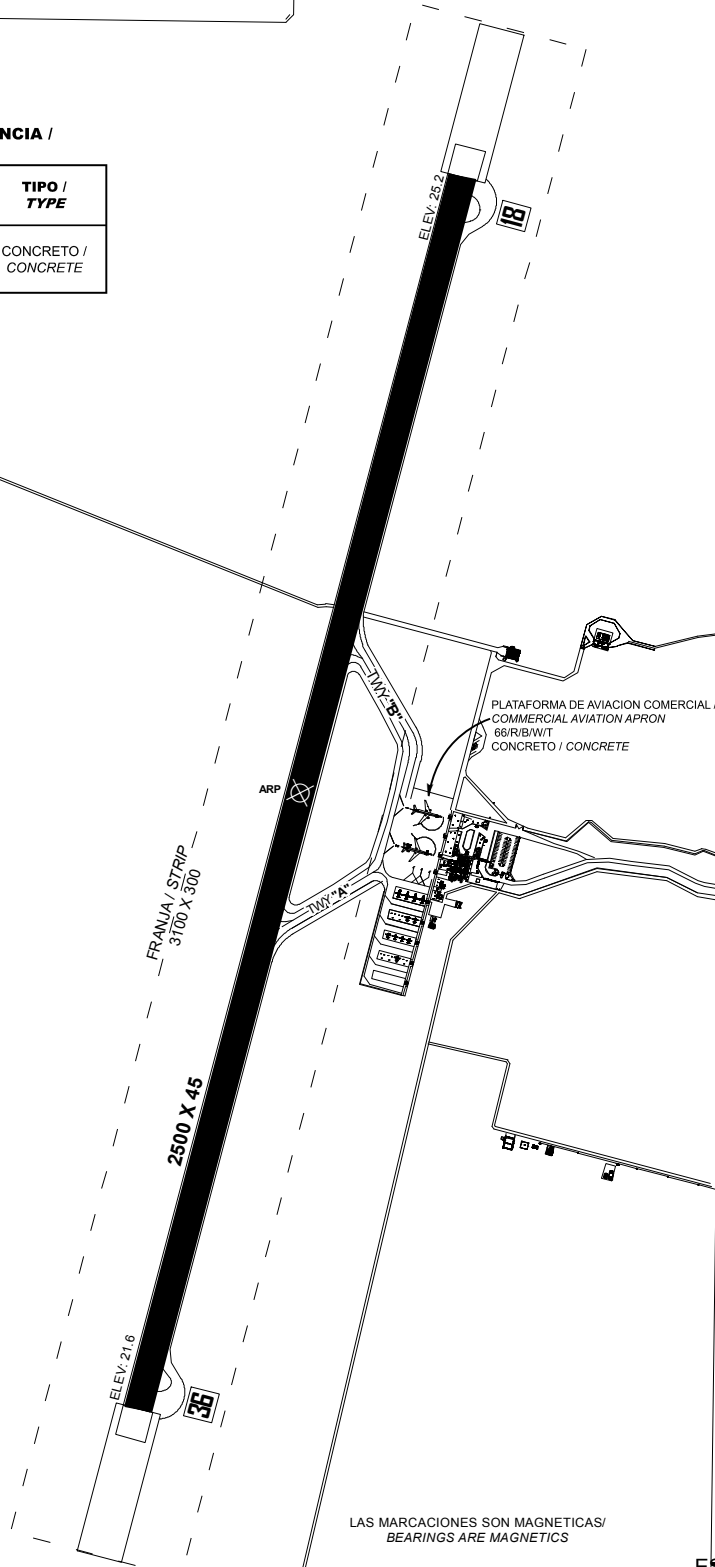 NCIA /
TIPO /
TYPE
CONCRETO /
CONCRETE
ELEV: 25.2
18
TWY "B"
PLATAFORMA DE AVIACION COMERCIAL /
COMMERCIAL AVIATION APRON
66/R/B/W/T
CONCRETO / CONCRETE
ARP
FRANJA / STRIP
3100 X 300
TWY "A"
2500 X 45
ELEV: 21.6
36
LAS MARCACIONES SON MAGNETICAS/
BEARINGS ARE MAGNETICS